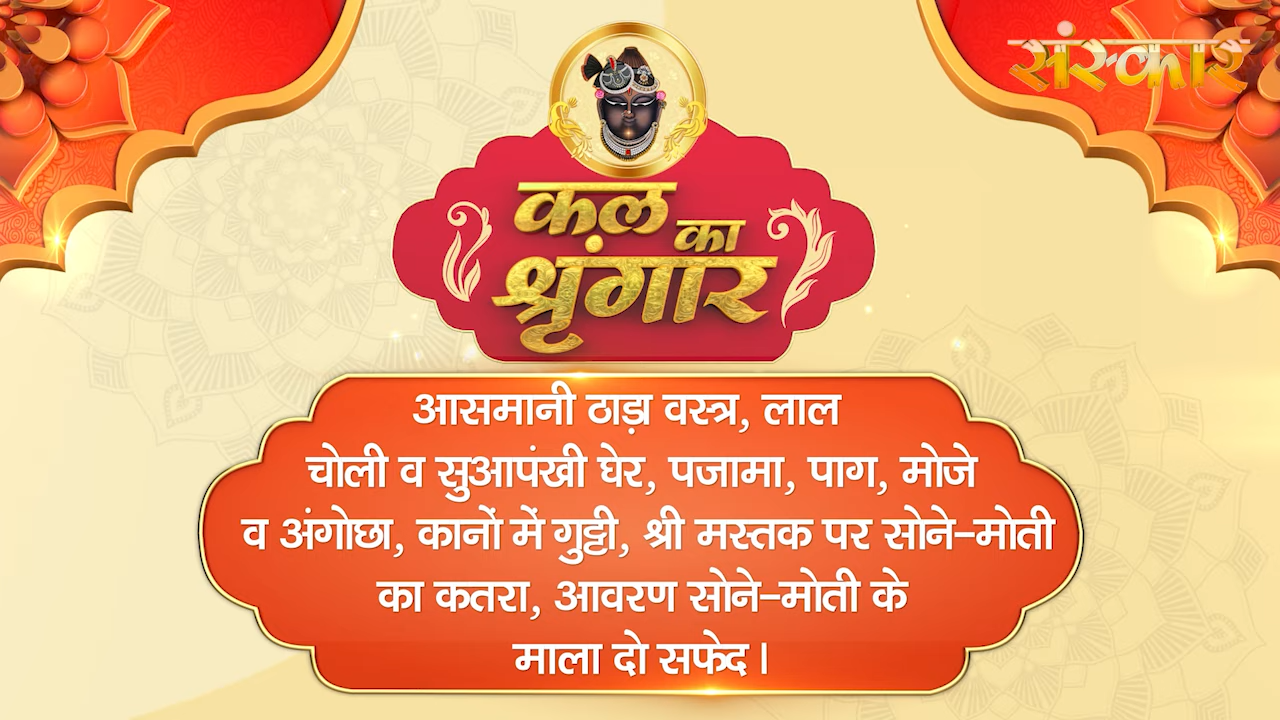 संस्कार
कल का
श्रृंगार
आसमानी ठाड़ा वस्त्र, लाल
चोली व सुआपंखी घेर, पजामा, पाग, मोजे
व अंगोछा, कानों में गुट्टी, श्री मस्तक पर सोने-मोती
का कतरा, आवरण सोने-मोती के
माला दो सफेद।